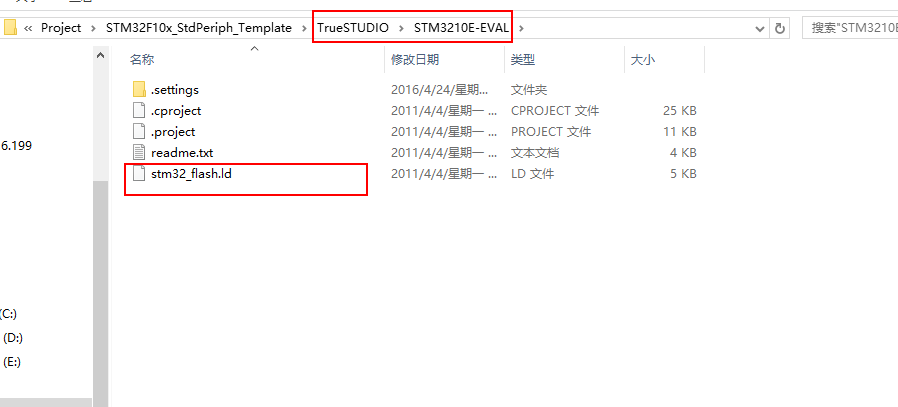 « Project > STM32F10x_StdPeriph_Template > TrueSTUDIO > STM3210E-EVAL > 搜索"STM3210E
名称 修改日期 类型 大小
.settings 2016/4/24/星期... 文件夹
.cproject 2011/4/4/星期一 ... CPROJECT 文件 25 KB
.project 2011/4/4/星期一 ... PROJECT 文件 11 KB
6.199
readme.txt 2011/4/4/星期一 ... 文本文档 4 KB
stm32_flash.ld 2011/4/4/星期一 ... LD 文件 5 KB
(C:)
(D:)
(E:)